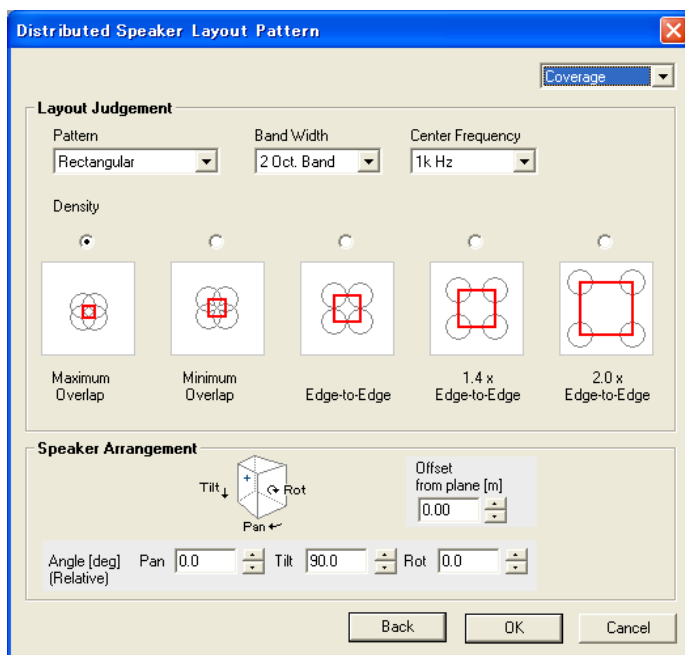 Distributed Speaker Layout Pattern
Coverage
Layout Judgement
Pattern Band Width Center Frequency
Rectangular 2 Oct. Band 1k Hz
Density
Maximum Overlap
Minimum Overlap
Edge-to-Edge
1.4 x Edge-to-Edge
2.0 x Edge-to-Edge
Speaker Arrangement
Tilt
Rot
Pan
Offset
from plane [m]
0.00
Angle [deg] Pan 0.0 Tilt 90.0 Rot 0.0
(Relative)
Back OK Cancel